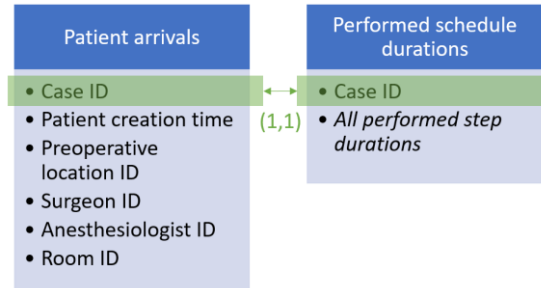 Patient arrivals
• Case ID
• Patient creation time
• Preoperative
location ID
• Surgeon ID
• Anesthesiologist ID
• Room ID
(1,1)
Performed schedule
durations
• Case ID
• All performed step
durations